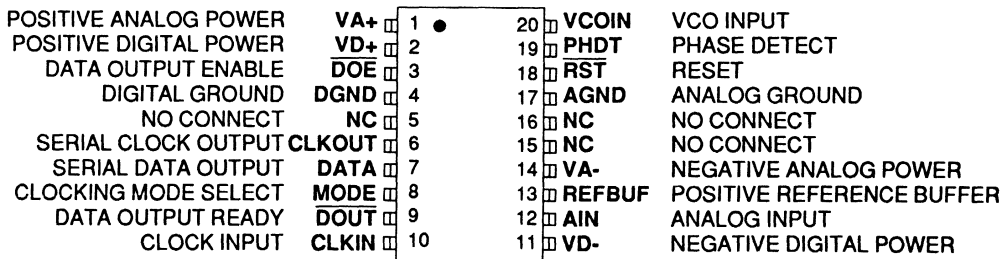 POSITIVE ANALOG POWER VA+ 1 20 VCOIN VCO INPUT
POSITIVE DIGITAL POWER VD+ 2 19 PHDT PHASE DETECT
DATA OUTPUT ENABLE D̅O̅E̅ 3 18 R̅S̅T̅ RESET
DIGITAL GROUND DGND 4 17 AGND ANALOG GROUND
NO CONNECT NC 5 16 NC NO CONNECT
SERIAL CLOCK OUTPUT CLKOUT 6 15 NC NO CONNECT
SERIAL DATA OUTPUT DATA 7 14 VA- NEGATIVE ANALOG POWER
CLOCKING MODE SELECT MODE 8 13 REFBUF POSITIVE REFERENCE BUFFER
DATA OUTPUT READY D̅O̅U̅T̅ 9 12 AIN ANALOG INPUT
CLOCK INPUT CLKIN 10 11 VD- NEGATIVE DIGITAL POWER